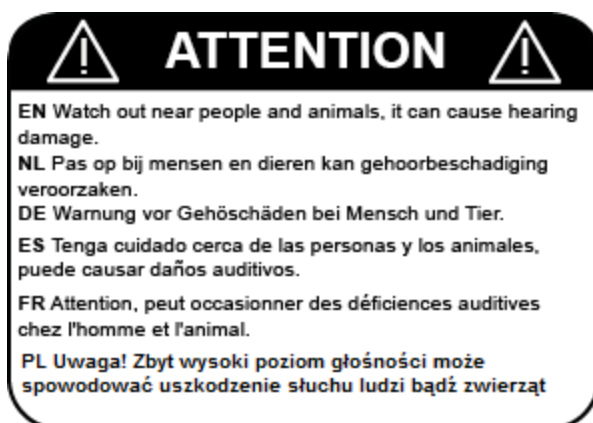 ATTENTION
EN Watch out near people and animals, it can cause hearing
damage.
NL Pas op bij mensen en dieren kan gehoorbeschadiging
veroorzaken.
DE Warnung vor Gehöschäden bei Mensch und Tier.
ES Tenga cuidado cerca de las personas y los animales,
puede causar daños auditivos.
FR Attention, peut occasionner des déficiences auditives
chez l'homme et l'animal.
PL Uwaga! Zbyt wysoki poziom głośności może
spowodować uszkodzenie słuchu ludzi bądź zwierząt